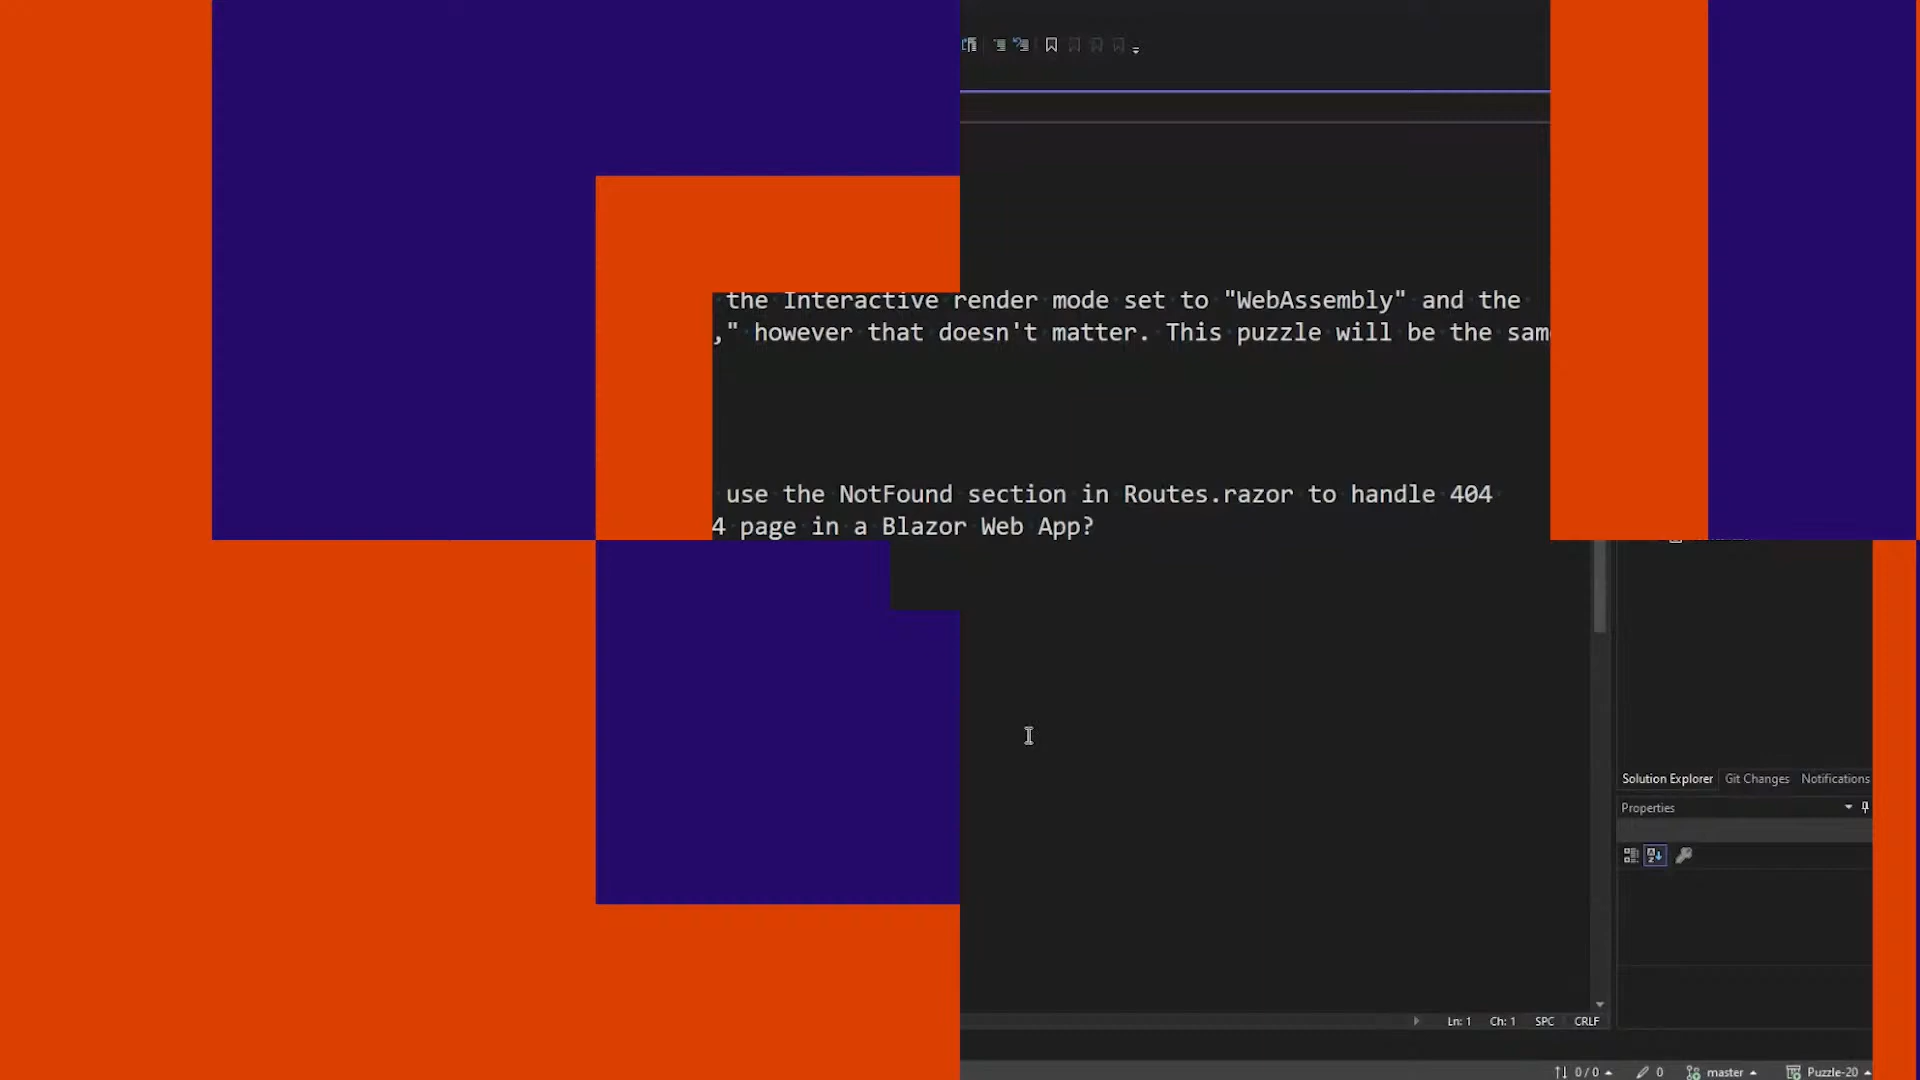 the Interactive render mode set to "WebAssembly" and the
," however that doesn't matter. This puzzle will be the sam
use the NotFound section in Routes.razor to handle 404
4 page in a Blazor Web App?
Solution Explorer Git Changes Notifications
Properties
Ln: 1 Ch: 1 SPC CRLF
0 / 0 0 master Puzzle-20